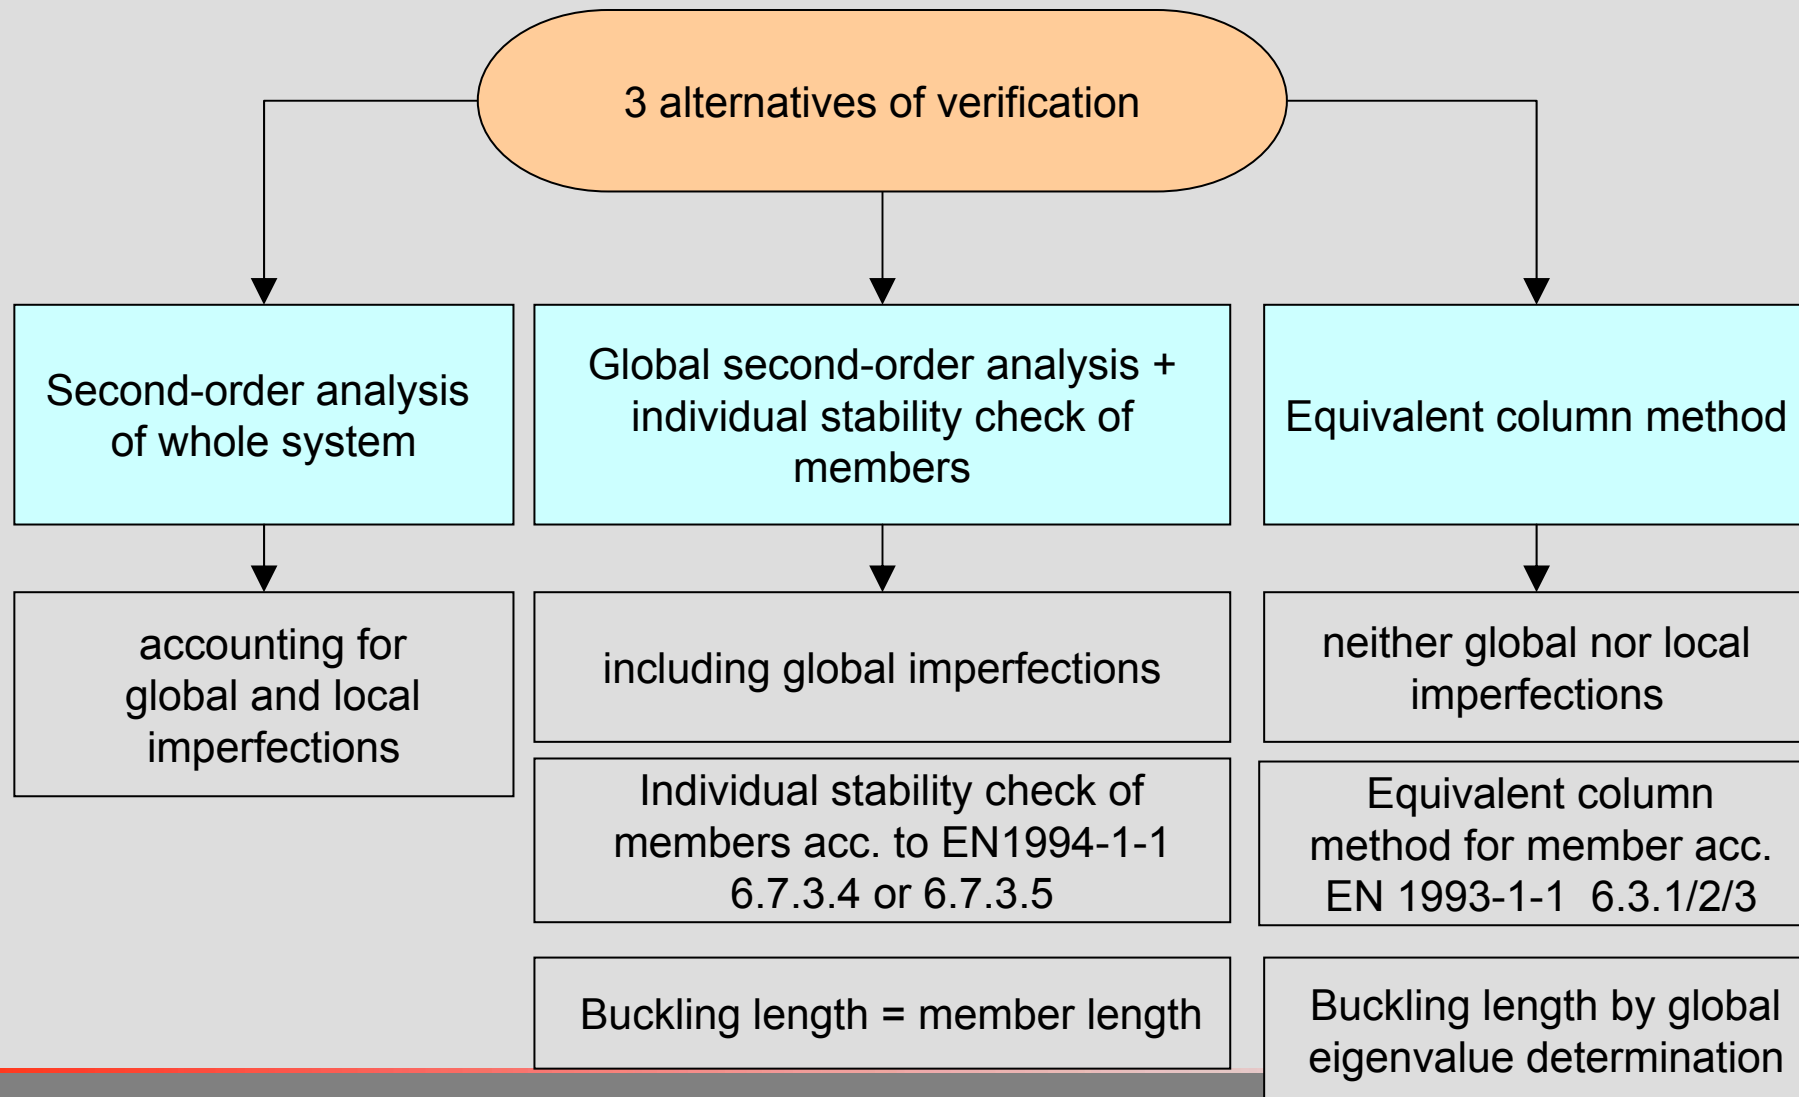 3 alternatives of verification
Second-order analysis
of whole system
Global second-order analysis +
individual stability check of
members
Equivalent column method
accounting for
global and local
imperfections
including global imperfections
neither global nor local
imperfections
Individual stability check of
members acc. to EN1994-1-1
6.7.3.4 or 6.7.3.5
Equivalent column
method for member acc.
EN 1993-1-1 6.3.1/2/3
Buckling length = member length
Buckling length by global
eigenvalue determination